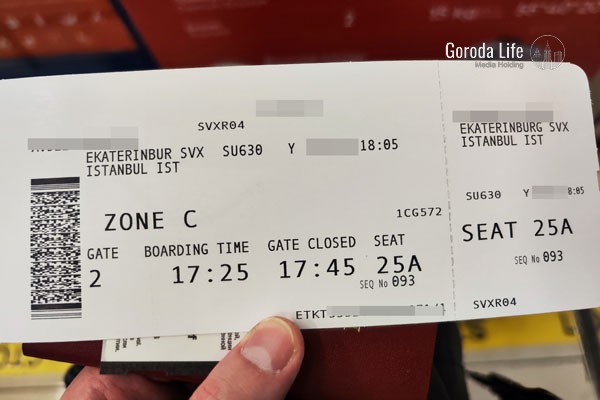 Goroda Life
Media Holding
SVXR04
EKATERINBUR SVX SU630 Y 18:05
ISTANBUL IST
ZONE C
1CG572
GATE BOARDING TIME GATE CLOSED SEAT
2 17:25 17:45 25A
SEQ No 093
ETKT
EKATERINBURG SVX
ISTANBUL IST
SU630 Y 8:05
SEAT 25A
SEQ No 093
SVXR04